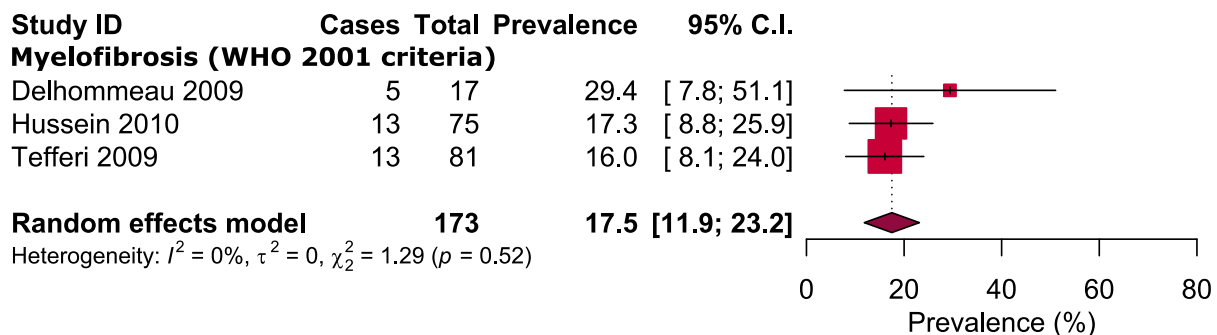 Study ID Cases Total Prevalence 95% C.I.
Myelofibrosis (WHO 2001 criteria)
Delhommeau 2009 5 17 29.4 [ 7.8; 51.1]
Hussein 2010 13 75 17.3 [ 8.8; 25.9]
Tefferi 2009 13 81 16.0 [ 8.1; 24.0]
Random effects model 173 17.5 [11.9; 23.2]
Heterogeneity: I² = 0%, τ² = 0, χ²₂ = 1.29 (p = 0.52)
0 20 40 60 80
Prevalence (%)